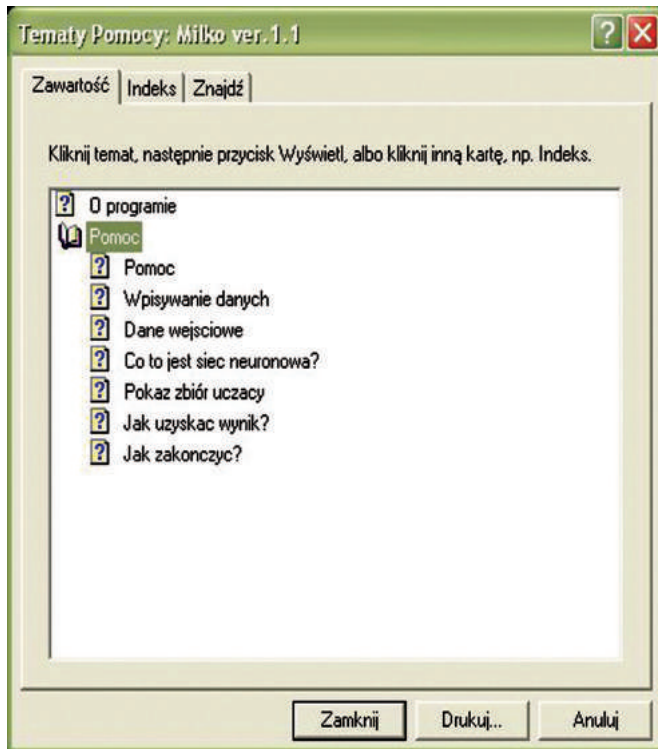 Tematy Pomocy: Milko ver.1.1
Zawartość Indeks Znajdź
Kliknij temat, następnie przycisk Wyświetl, albo kliknij inną kartę, np. Indeks.
O programie
Pomoc
Pomoc
Wpisywanie danych
Dane wejsciowe
Co to jest siec neuronowa?
Pokaz zbiór uczacy
Jak uzyskac wynik?
Jak zakonczyc?
Zamknij Drukuj... Anuluj